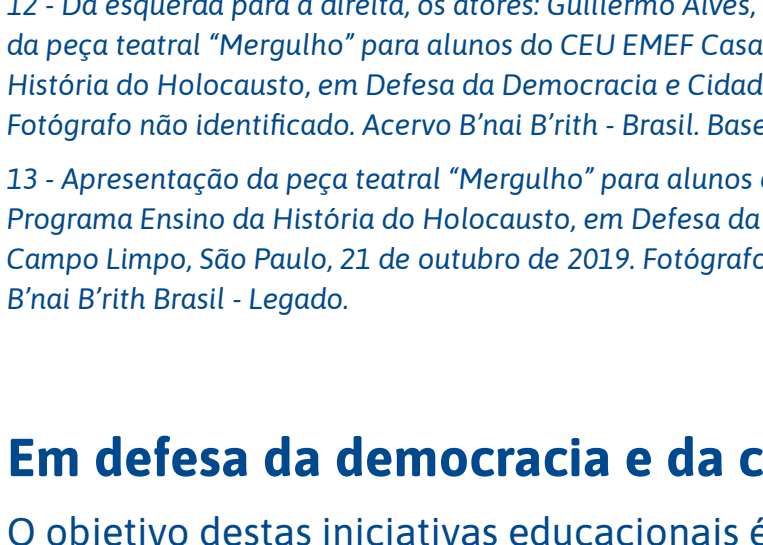 12 - Da esquerda para a direita, os atores: Guilhermo Alves,
da peça teatral “Mergulho” para alunos do CEU EMEF Casa
História do Holocausto, em Defesa da Democracia e Cidad
Fotógrafo não identificado. Acervo B’nai B’rith - Brasil. Base
13 - Apresentação da peça teatral “Mergulho” para alunos
Programa Ensino da História do Holocausto, em Defesa da
Campo Limpo, São Paulo, 21 de outubro de 2019. Fotógrafo
B’nai B’rith Brasil - Legado.
Em defesa da democracia e da c
O objetivo destas iniciativas educacionais é